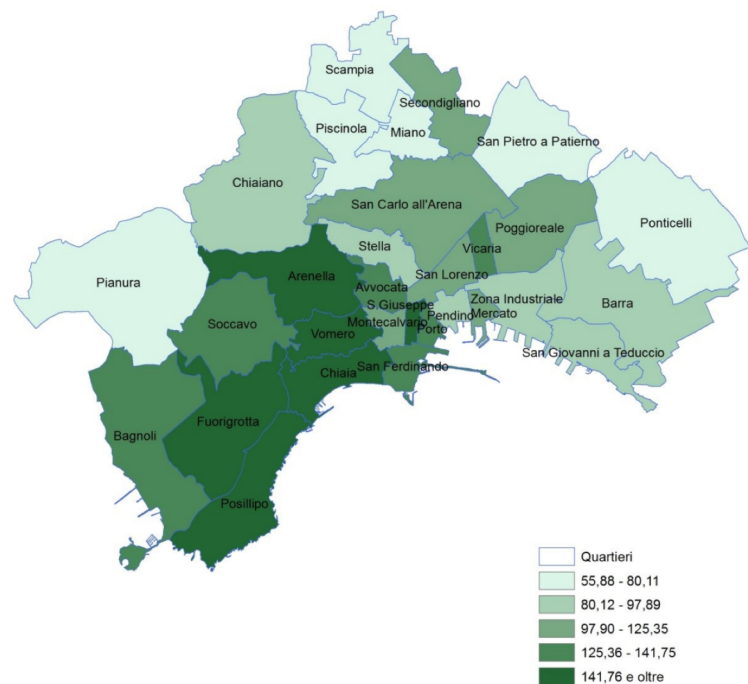 Scampia
Secondigliano
Piscinola
Miano
San Pietro a Patierno
Chiaiano
San Carlo all'Arena
Ponticelli
Poggioreale
Stella
Vicaria
Pianura
Arenella
San Lorenzo
Avvocata
Zona Industriale
Barra
S.Giuseppe
Soccavo
Mercato
Pendino
Montecalvario
Porto
Vomero
San Giovanni a Teduccio
Chiaia
San Ferdinando
Fuorigrotta
Bagnoli
Posillipo
Quartieri
55,88 - 80,11
80,12 - 97,89
97,90 - 125,35
125,36 - 141,75
141,76 e oltre